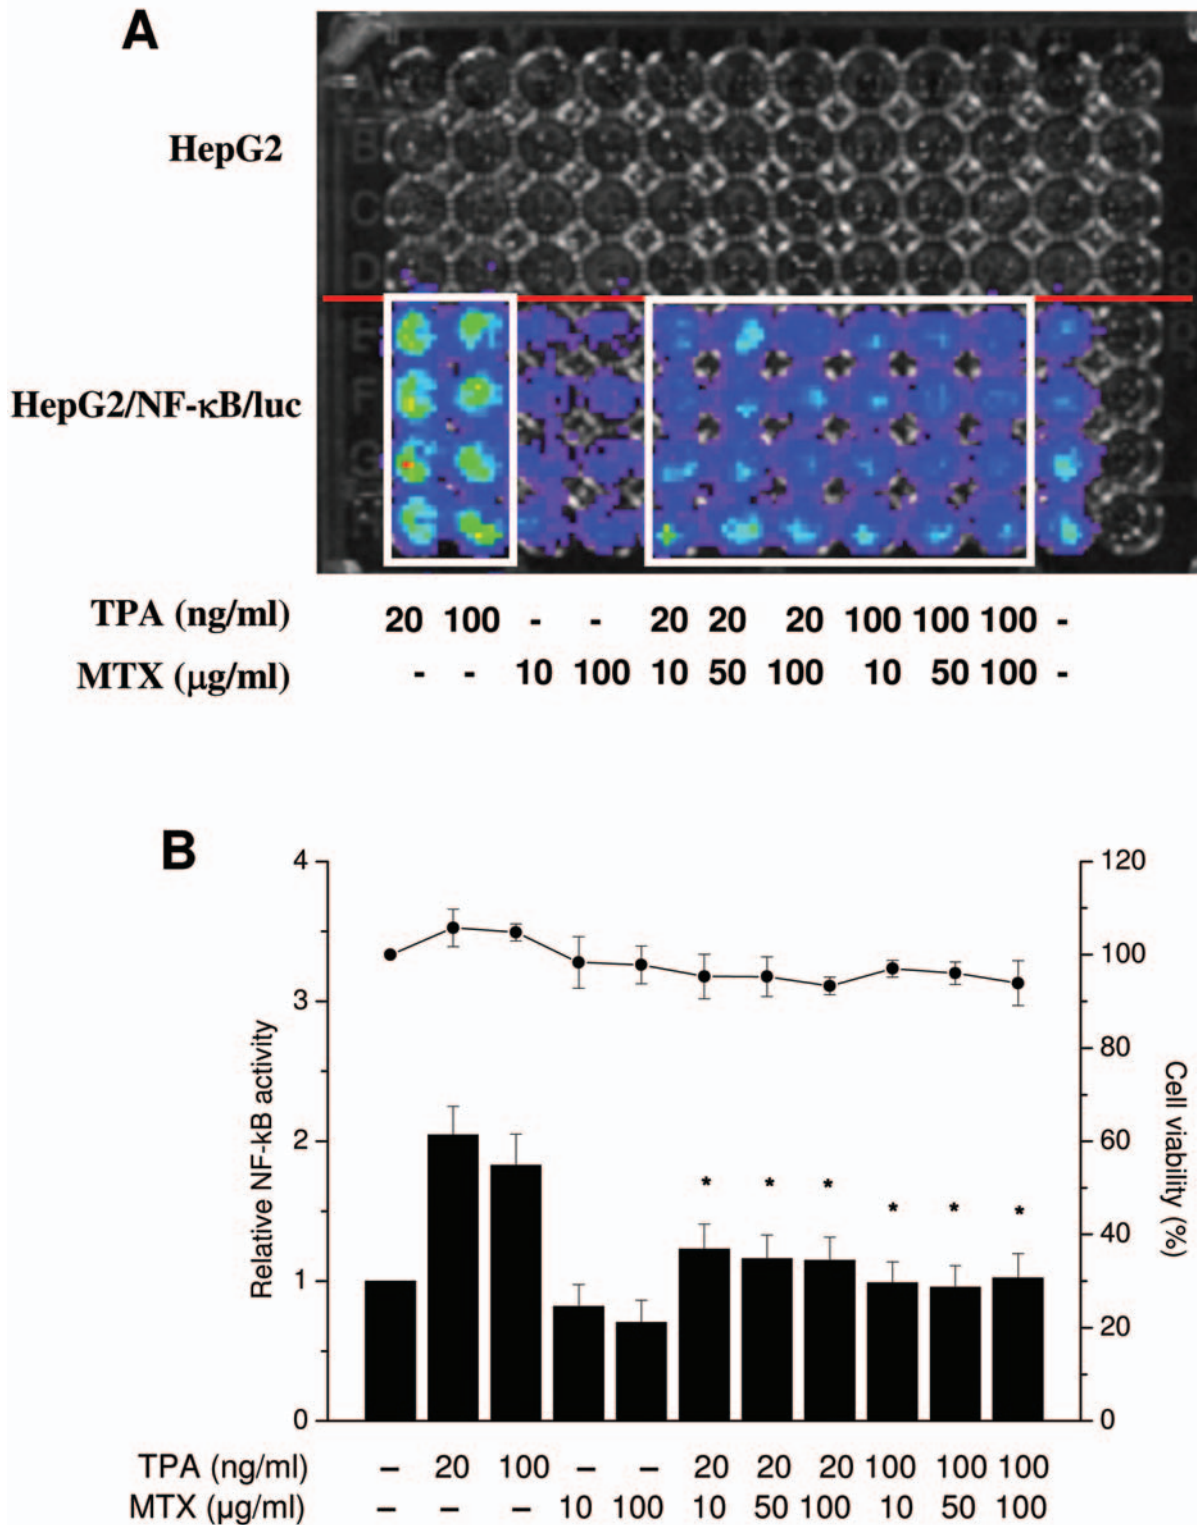 A
HepG2
B
C
D
E
F
G
HepG2/NF-κB/luc
TPA (ng/ml) 20 100 - - 20 20 20 100 100 100 -
MTX (μg/ml) - - 10 100 10 50 100 10 50 100 -
B
4 120
100
3
80
Relative NF-kB activity
Cell viability (%)
2 60
* * * * * *
40
1
20
0 0
TPA (ng/ml) – 20 100 – – 20 20 20 100 100 100
MTX (μg/ml) – – – 10 100 10 50 100 10 50 100